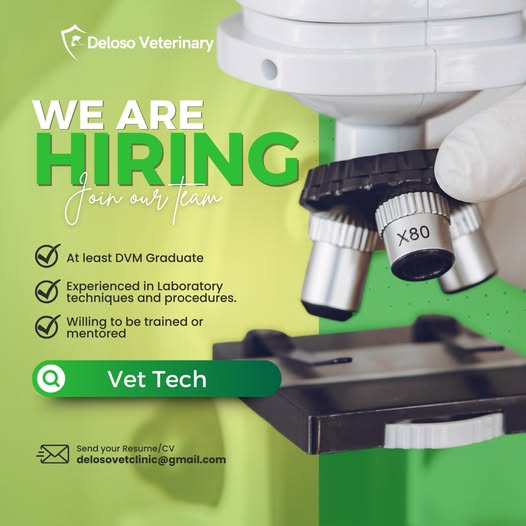 Deloso Veterinary
WE ARE
HIRING
Join our team
At least DVM Graduate
Experienced in Laboratory
techniques and procedures.
Willing to be trained or
mentored
Vet Tech
Send your Resume/CV
delosovetclinic@gmail.com
X80